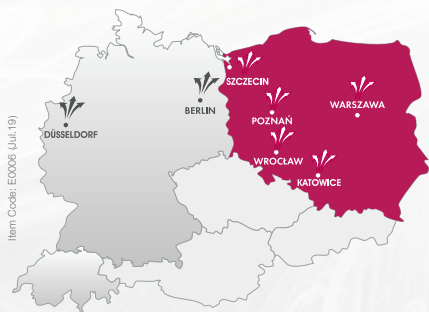 SZCZECIN
BERLIN
WARSZAWA
POZNAŃ
DÜSSELDORF
WROCŁAW
KATOWICE
Item Code: E0006 (Jul.19)